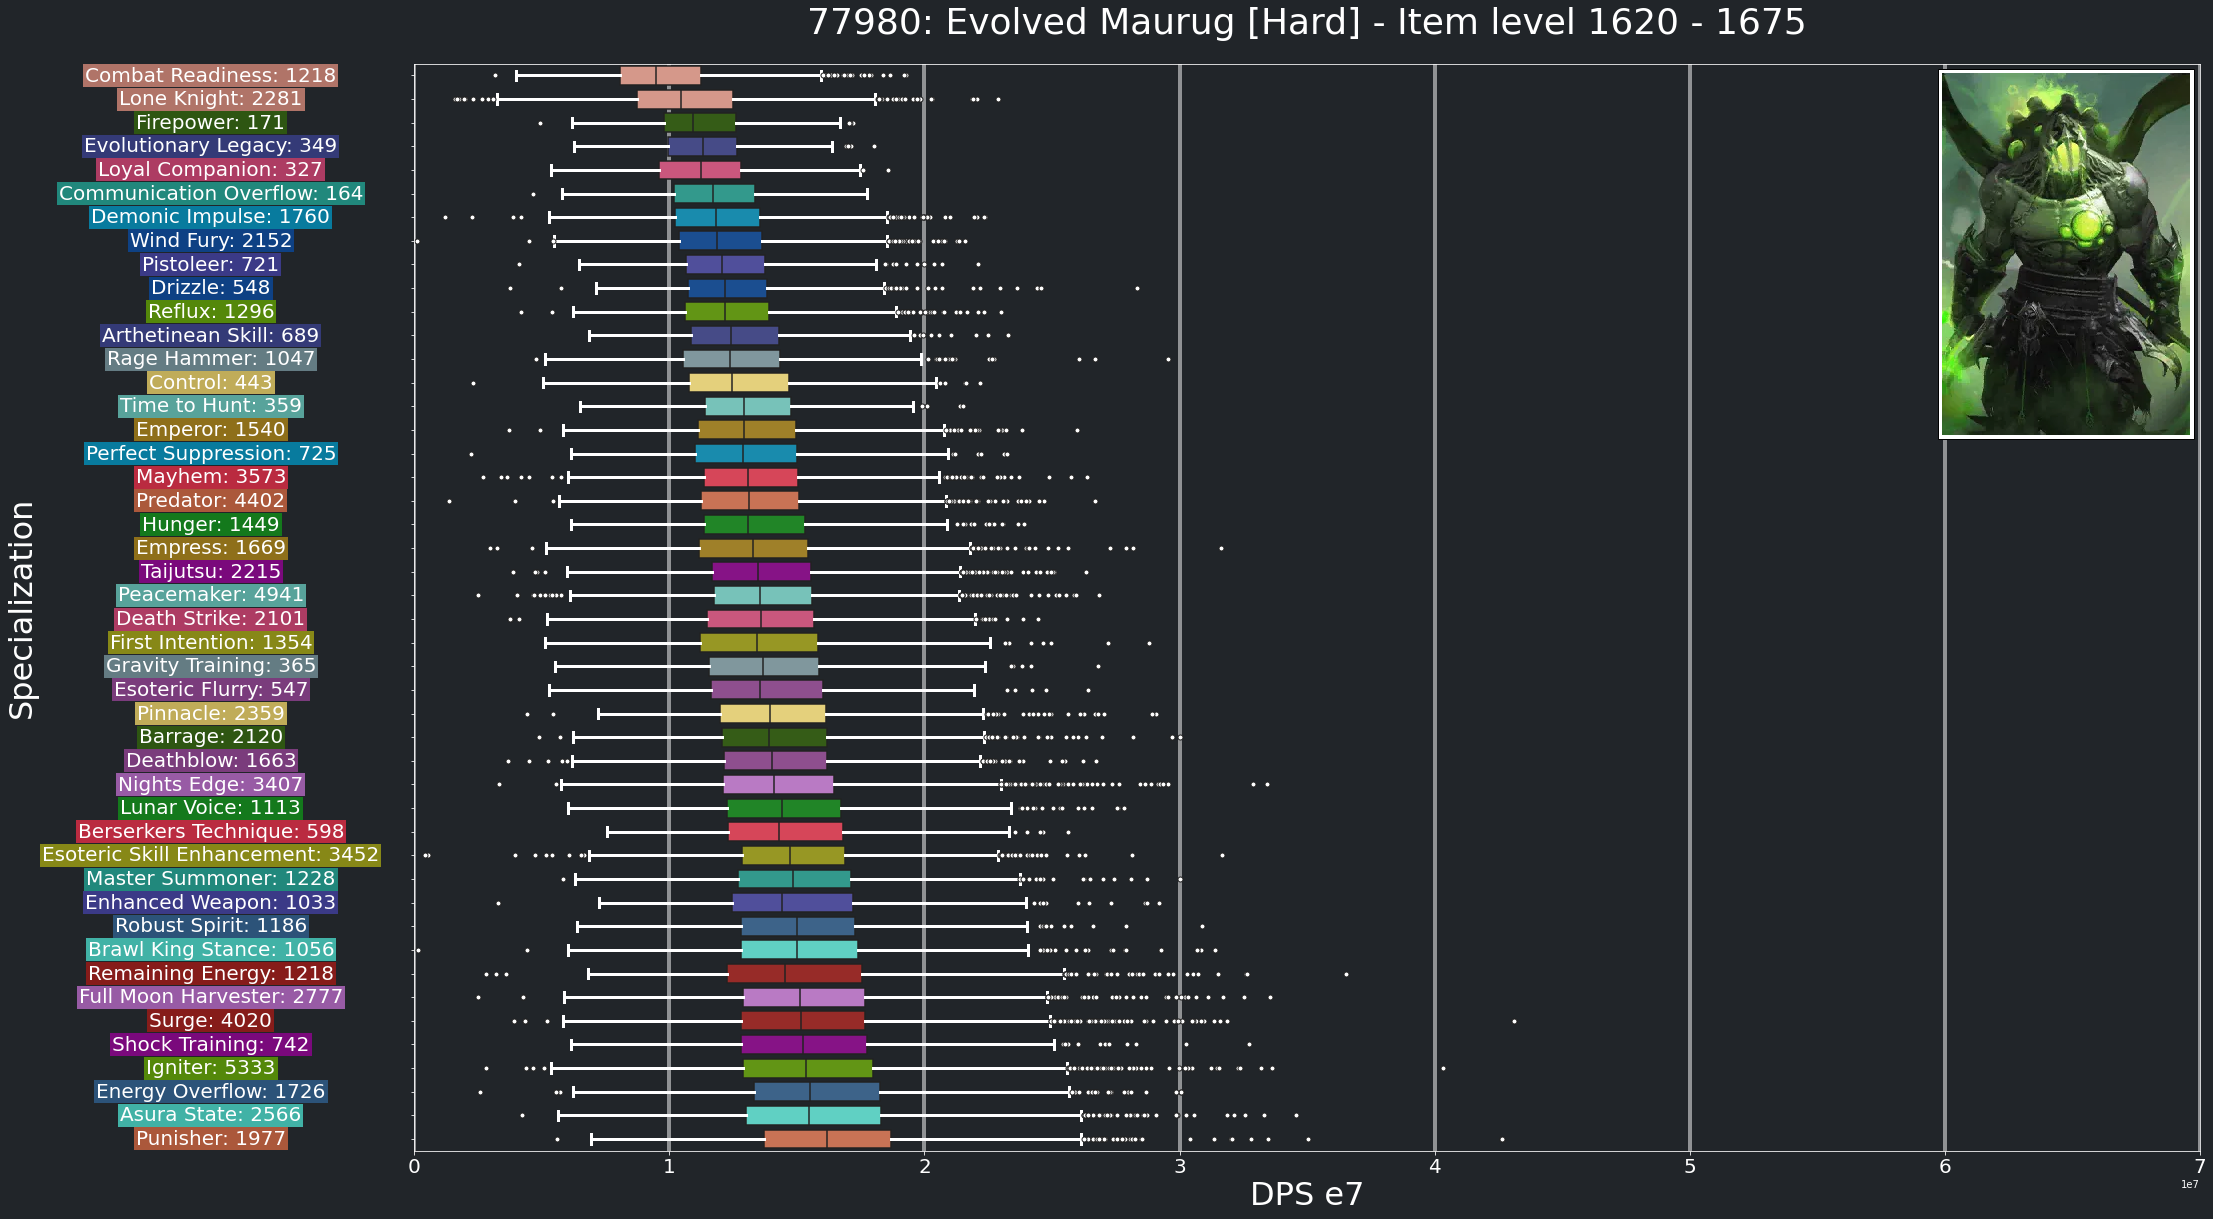 77980: Evolved Maurug [Hard] - Item level 1620 - 1675
Specialization
Combat Readiness: 1218
Lone Knight: 2281
Firepower: 171
Evolutionary Legacy: 349
Loyal Companion: 327
Communication Overflow: 164
Demonic Impulse: 1760
Wind Fury: 2152
Pistoleer: 721
Drizzle: 548
Reflux: 1296
Arthetinean Skill: 689
Rage Hammer: 1047
Control: 443
Time to Hunt: 359
Emperor: 1540
Perfect Suppression: 725
Mayhem: 3573
Predator: 4402
Hunger: 1449
Empress: 1669
Taijutsu: 2215
Peacemaker: 4941
Death Strike: 2101
First Intention: 1354
Gravity Training: 365
Esoteric Flurry: 547
Pinnacle: 2359
Barrage: 2120
Deathblow: 1663
Nights Edge: 3407
Lunar Voice: 1113
Berserkers Technique: 598
Esoteric Skill Enhancement: 3452
Master Summoner: 1228
Enhanced Weapon: 1033
Robust Spirit: 1186
Brawl King Stance: 1056
Remaining Energy: 1218
Full Moon Harvester: 2777
Surge: 4020
Shock Training: 742
Igniter: 5333
Energy Overflow: 1726
Asura State: 2566
Punisher: 1977
0 1 2 3 4 5 6 7
1e7
DPS e7